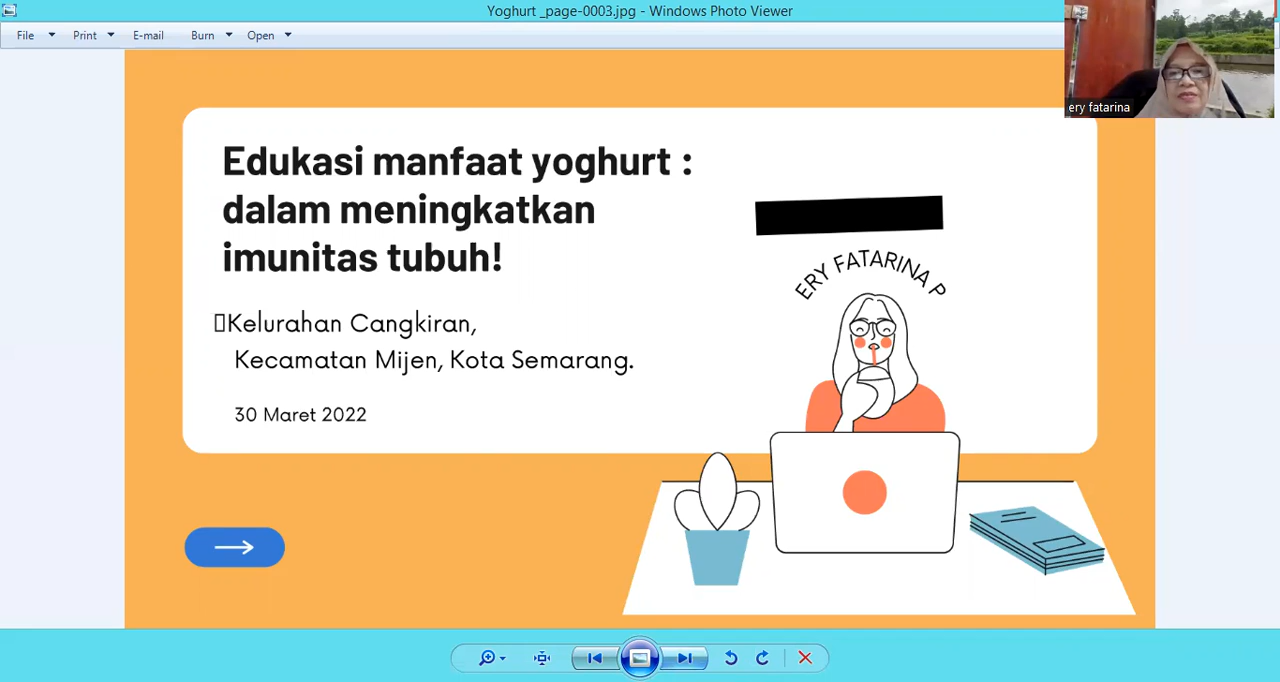 Yoghurt _page-0003.jpg - Windows Photo Viewer
File Print E-mail Burn Open
ery fatarina
Edukasi manfaat yoghurt :
dalam meningkatkan
imunitas tubuh!
ERY FATARINA P
Kelurahan Cangkiran,
Kecamatan Mijen, Kota Semarang.
30 Maret 2022